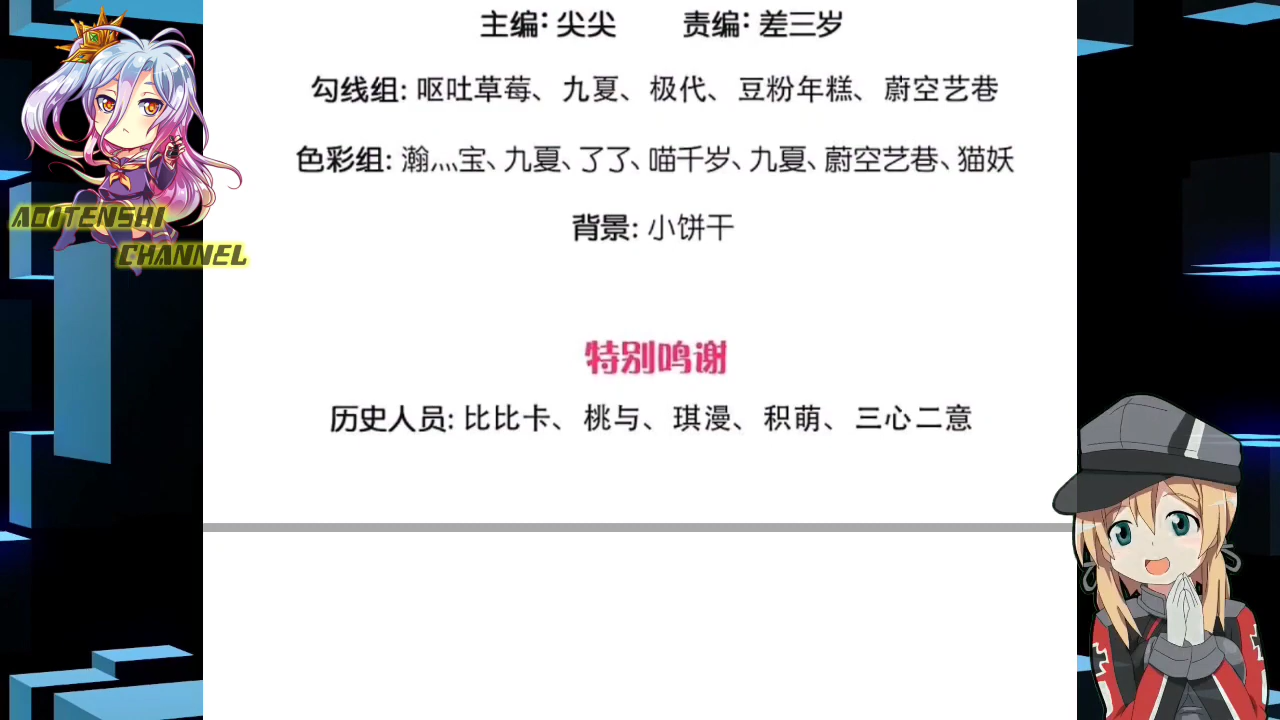 主编: 尖尖 责编: 差三岁
勾线组: 呕吐草莓、九夏、极代、豆粉年糕、蔚空艺巷
色彩组: 瀚灬宝、九夏、了了、喵千岁、九夏、蔚空艺巷、猫妖
背景: 小饼干
AOITENSHI
CHANNEL
特别鸣谢
历史人员: 比比卡、桃与、琪漫、积萌、三心二意